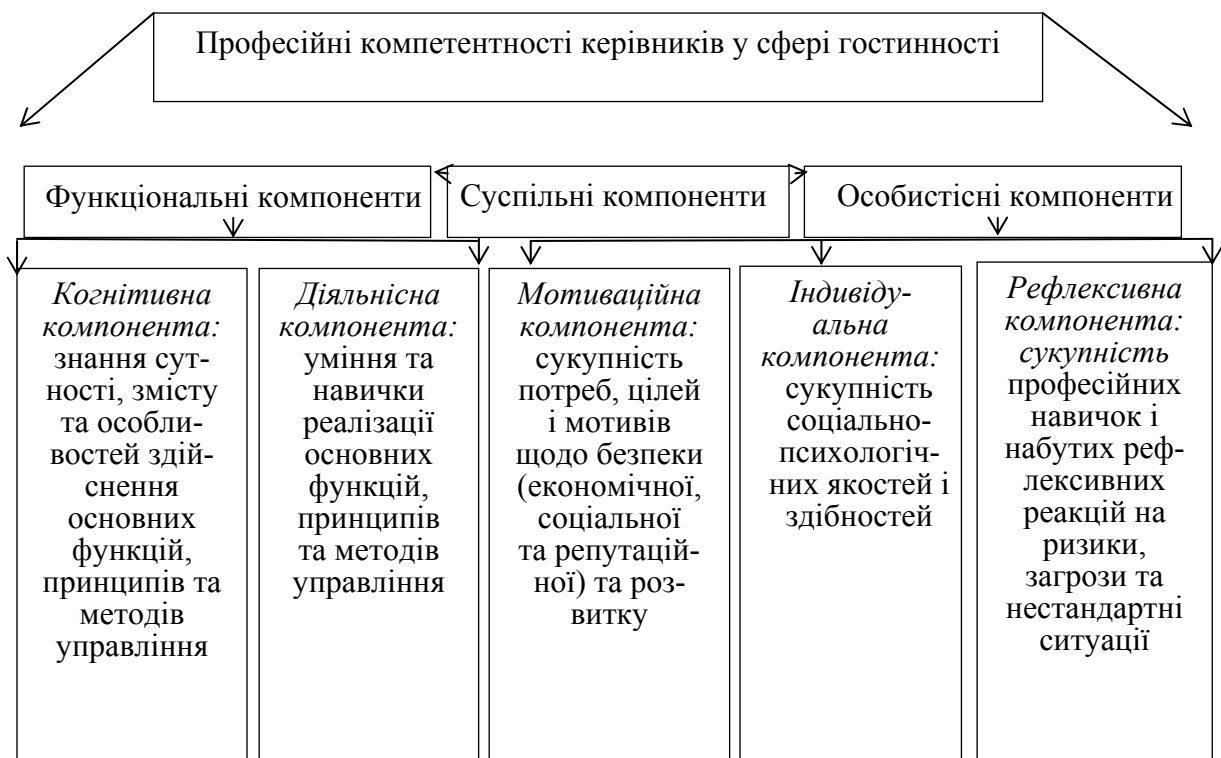 Професійні компетентності керівників у сфері гостинності
Функціональні компоненти
Суспільні компоненти
Особистісні компоненти
Когнітивна
компонента:
знання сут-
ності, змісту
та особли-
востей здій-
снення
основних
функцій,
принципів та
методів
управління
Діяльнісна
компонента:
уміння та
навички
реалізації
основних
функцій,
принципів
та методів
управління
Мотиваційна
компонента:
сукупність
потреб, цілей
і мотивів
щодо безпеки
(економічної,
соціальної
та репутацій-
ної) та роз-
витку
Індивіду-
альна
компонента:
сукупність
соціально-
психологіч-
них якостей і
здібностей
Рефлексивна
компонента:
сукупність
професійних
навичок і
набутих реф-
лексивних
реакцій на
ризики,
загрози та
нестандартні
ситуації